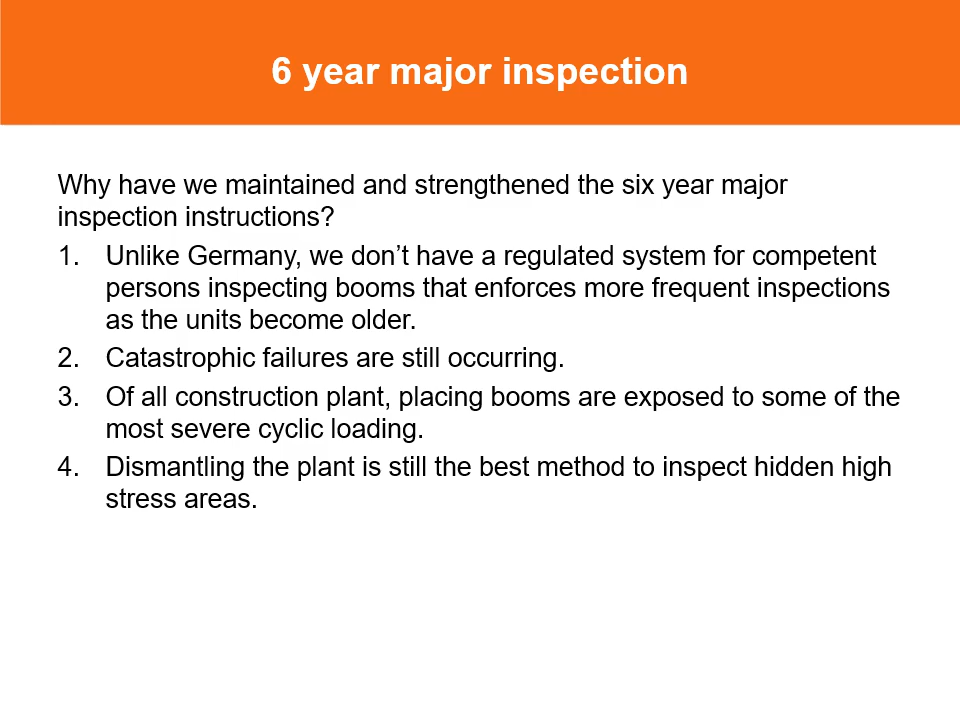 6 year major inspection
Why have we maintained and strengthened the six year major
inspection instructions?
1. Unlike Germany, we don’t have a regulated system for competent
persons inspecting booms that enforces more frequent inspections
as the units become older.
2. Catastrophic failures are still occurring.
3. Of all construction plant, placing booms are exposed to some of the
most severe cyclic loading.
4. Dismantling the plant is still the best method to inspect hidden high
stress areas.